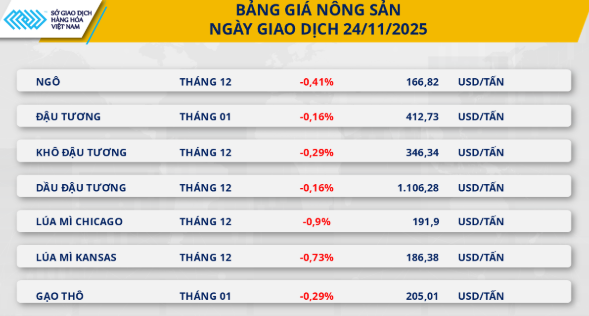 SỞ GIAO DỊCH
HÀNG HÓA
VIỆT NAM
BẢNG GIÁ NÔNG SẢN
NGÀY GIAO DỊCH 24/11/2025
NGÔ THÁNG 12 -0,41% 166,82 USD/TẤN
ĐẬU TƯƠNG THÁNG 01 -0,16% 412,73 USD/TẤN
KHÔ ĐẬU TƯƠNG THÁNG 12 -0,29% 346,34 USD/TẤN
DẦU ĐẬU TƯƠNG THÁNG 12 -0,16% 1.106,28 USD/TẤN
LÚA MÌ CHICAGO THÁNG 12 -0,9% 191,9 USD/TẤN
LÚA MÌ KANSAS THÁNG 12 -0,73% 186,38 USD/TẤN
GẠO THÔ THÁNG 01 -0,29% 205,01 USD/TẤN